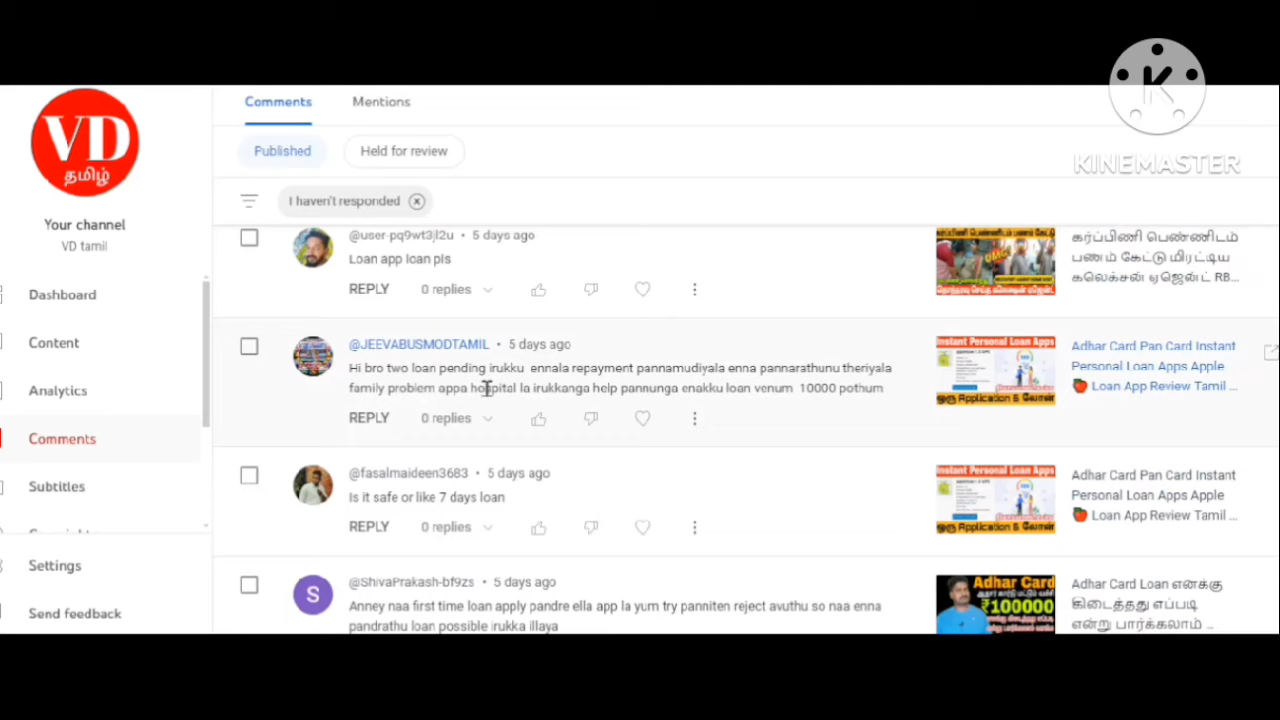 VD
தமிழ்
Your channel
VD tamil
Dashboard
Content
Analytics
Comments
Subtitles
Settings
Send feedback
Comments Mentions
Published Held for review
I haven't responded
@user-pq9wt3jl2u • 5 days ago
Loan app loan pls
REPLY 0 replies
கர்ப்பிணி பெண்ணிடம்
பணம் கேட்டு மிரட்டிய
கலெக்சன் ஏஜென்ட் RB...
@JEEVABUSMODTAMIL • 5 days ago
Hi bro two loan pending irukku ennala repayment pannamudiyala enna pannarathunu theriyala
family problem appa hospital la irukkanga help pannunga enakku loan venum 10000 pothum
REPLY 0 replies
Instant Personal Loan Apps
ஒரு Application 6 லோன்
Adhar Card Pan Card Instant
Personal Loan Apps Apple
Loan App Review Tamil ...
@fasalmaideen3683 • 5 days ago
Is it safe or like 7 days loan
REPLY 0 replies
Instant Personal Loan Apps
ஒரு Application 6 லோன்
Adhar Card Pan Card Instant
Personal Loan Apps Apple
Loan App Review Tamil ...
S
@ShivaPrakash-bf9zs • 5 days ago
Anney naa first time loan apply pandre ella app la yum try panniten reject avuthu so naa enna
pandrathu loan possible irukka illaya
Adhar Card
₹100000
Adhar Card Loan எனக்கு
கிடைத்தது எப்படி
என்று பார்க்கலாம் ...
K
KINEMASTER